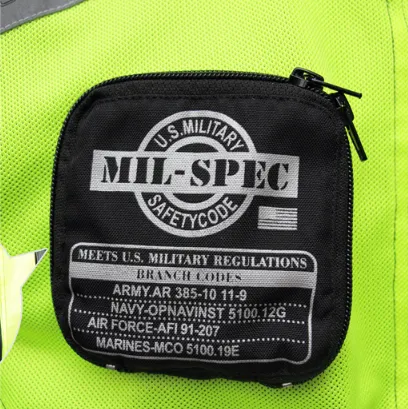 U.S.MILITARY
MIL-SPEC
SAFETYCODE
MEETS U.S. MILITARY REGULATIONS
BRANCH CODES
ARMY.AR 385-10 11-9
NAVY-OPNAVINST 5100.12G
AIR FORCE-AFI 91-207
MARINES-MCO 5100.19E